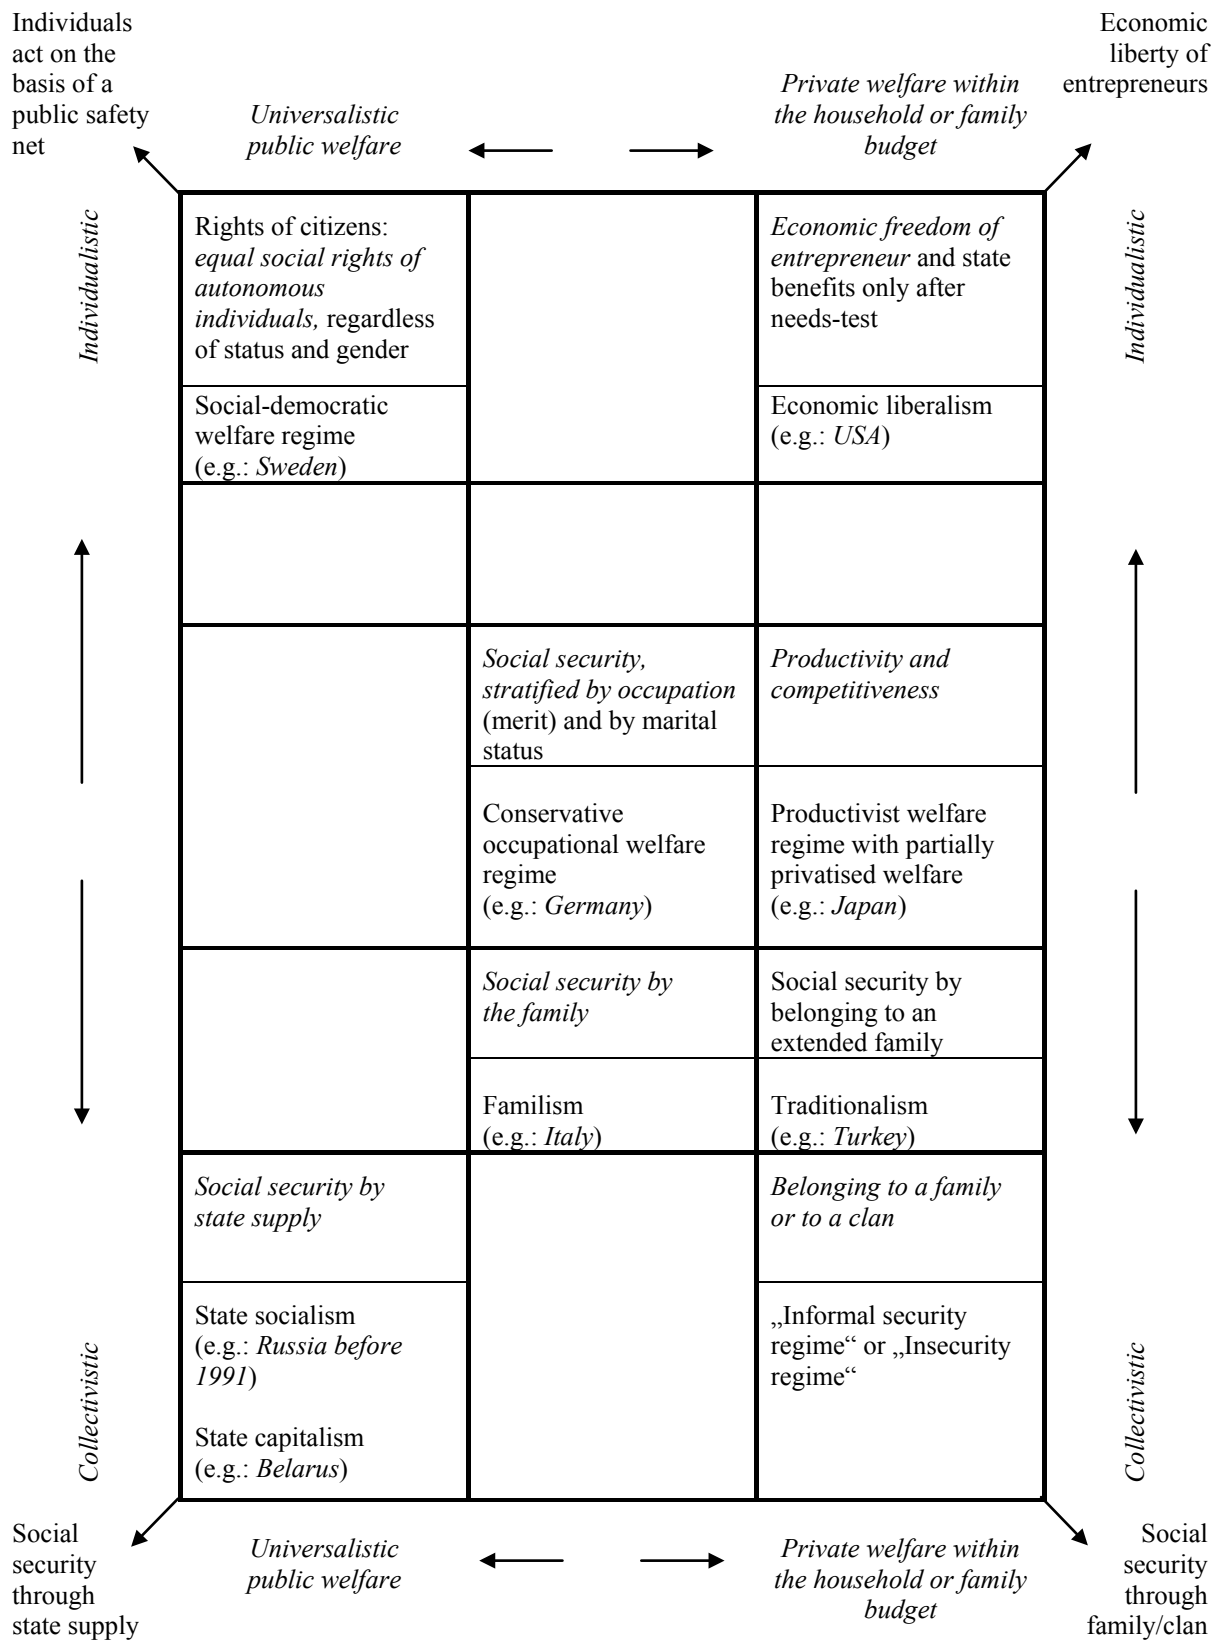 Individuals
act on the
basis of a
public safety
net
Universalistic
public welfare
Private welfare within
the household or family
budget
Economic
liberty of
entrepreneurs
Individualistic
Rights of citizens:
equal social rights of
autonomous
individuals, regardless
of status and gender
Economic freedom of
entrepreneur and state
benefits only after
needs-test
Individualistic
Social-democratic
welfare regime
(e.g.: Sweden)
Economic liberalism
(e.g.: USA)
Social security,
stratified by occupation
(merit) and by marital
status
Productivity and
competitiveness
Conservative
occupational welfare
regime
(e.g.: Germany)
Productivist welfare
regime with partially
privatised welfare
(e.g.: Japan)
Social security by
the family
Social security by
belonging to an
extended family
Familism
(e.g.: Italy)
Traditionalism
(e.g.: Turkey)
Social security by
state supply
Belonging to a family
or to a clan
Collectivistic
State socialism
(e.g.: Russia before
1991)
State capitalism
(e.g.: Belarus)
„Informal security
regime“ or „Insecurity
regime“
Collectivistic
Social
security
through
state supply
Universalistic
public welfare
Private welfare within
the household or family
budget
Social
security
through
family/clan